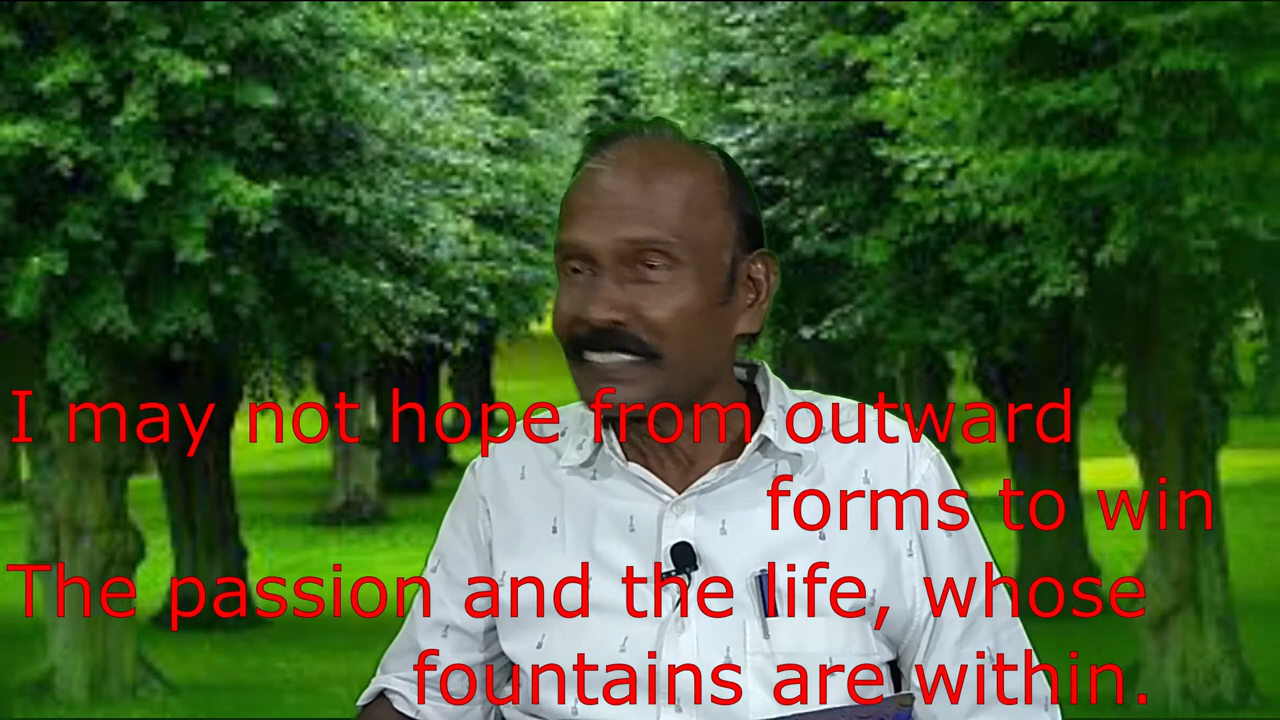 I may not hope from outward
forms to win
The passion and the life, whose
fountains are within.